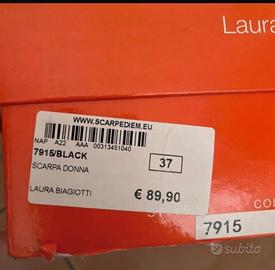 Laura
WWW.SCARPEDIEM.EU
NAP A22 AAA 00313451040
7915/BLACK
37
SCARPA DONNA
LAURA BIAGIOTTI
€ 89,90
7915
subito